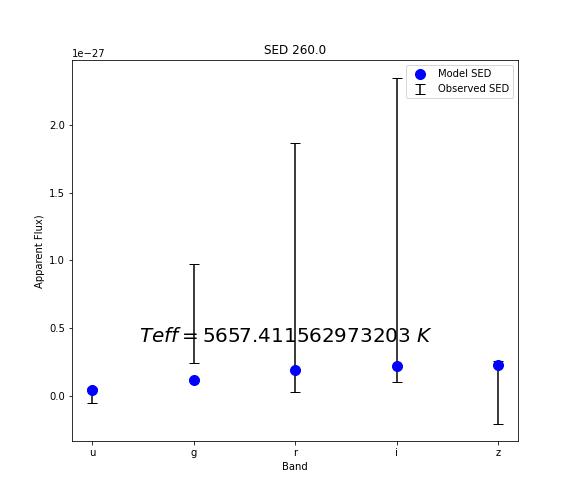 SED 260.0
1e−27
Model SED
Observed SED
2.0
1.5
1.0
0.5
0.0
Apparent Flux)
Teff = 5657.411562973203 K
u g r i z
Band